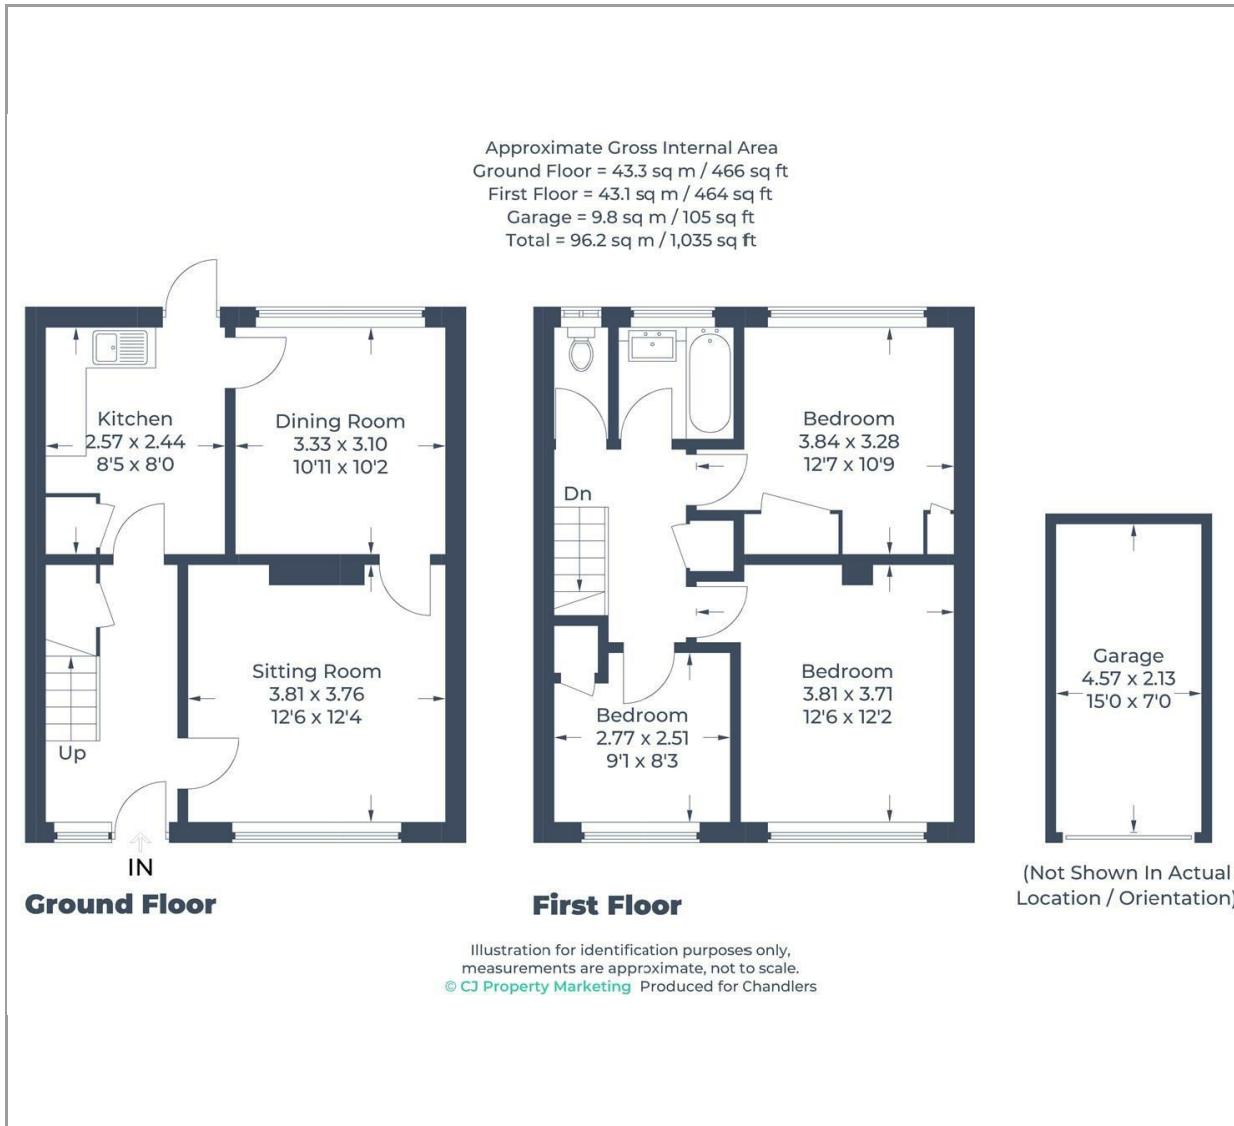 Approximate Gross Internal Area
Ground Floor = 43.3 sq m / 466 sq ft
First Floor = 43.1 sq m / 464 sq ft
Garage = 9.8 sq m / 105 sq ft
Total = 96.2 sq m / 1,035 sq ft
Kitchen
2.57 x 2.44
8'5 x 8'0
Dining Room
3.33 x 3.10
10'11 x 10'2
Sitting Room
3.81 x 3.76
12'6 x 12'4
Up
IN
Ground Floor
Bedroom
3.84 x 3.28
12'7 x 10'9
Dn
Bedroom
3.81 x 3.71
12'6 x 12'2
Bedroom
2.77 x 2.51
9'1 x 8'3
First Floor
Garage
4.57 x 2.13
15'0 x 7'0
(Not Shown In Actual
Location / Orientation)
Illustration for identification purposes only,
measurements are approximate, not to scale.
© CJ Property Marketing Produced for Chandlers